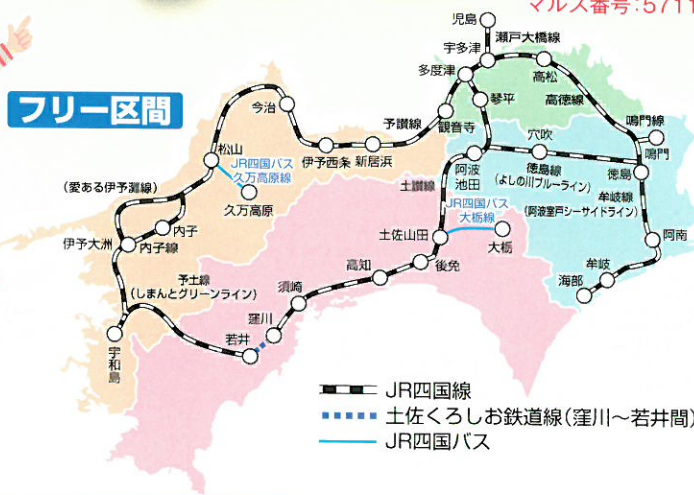 マルス番号:5711
川
フリー区間
児島
瀬戸大橋線
宇多津
多度津
高松
高徳線
琴平
今治
予讃線
観音寺
鳴門線
鳴門
松山
伊予西条
新居浜
穴吹
JR四国バス
久万高原線
久万高原
阿波
池田
徳島線
(よしの川ブルーライン)
徳島
牟岐線
(阿波室戸シーサイドライン)
(愛ある伊予灘線)
土讃線
JR四国バス
大栃線
内子
内子線
伊予大洲
土佐山田
大栃
阿南
後免
高知
牟岐
海部
予土線
(しまんとグリーンライン)
須崎
窪川
若井
宇和島
JR四国線
土佐くろしお鉄道線(窪川~若井間)
JR四国バス